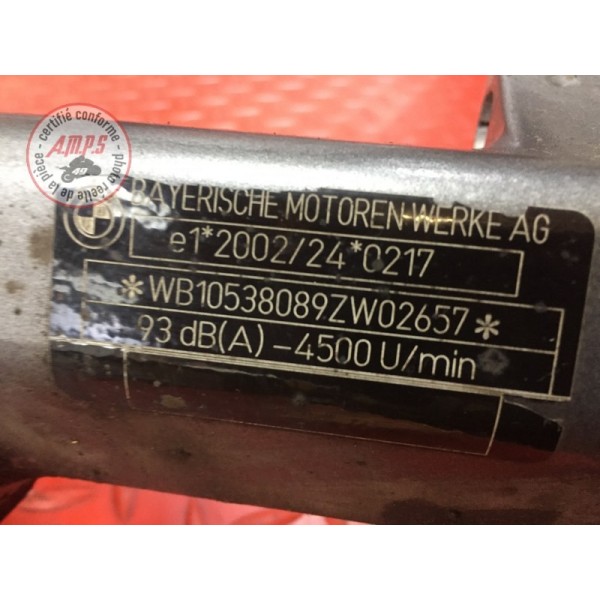 - certifié conforme -
A.M.P.S
49
photo réelle de la pièce
BAYERISCHE MOTOREN WERKE AG
e1*2002/24*0217
*WB10538089ZW02657*
93 dB(A) -4500 U/min